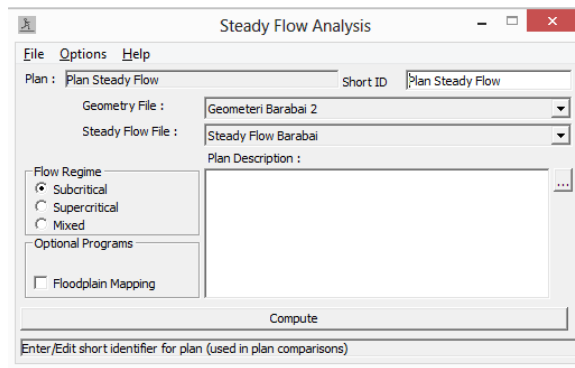 Steady Flow Analysis
File Options Help
Plan : Plan Steady Flow Short ID Plan Steady Flow
Geometry File : Geometeri Barabai 2
Steady Flow File : Steady Flow Barabai
Plan Description :
Flow Regime
Subcritical
Supercritical
Mixed
Optional Programs
Floodplain Mapping
...
Compute
Enter/Edit short identifier for plan (used in plan comparisons)